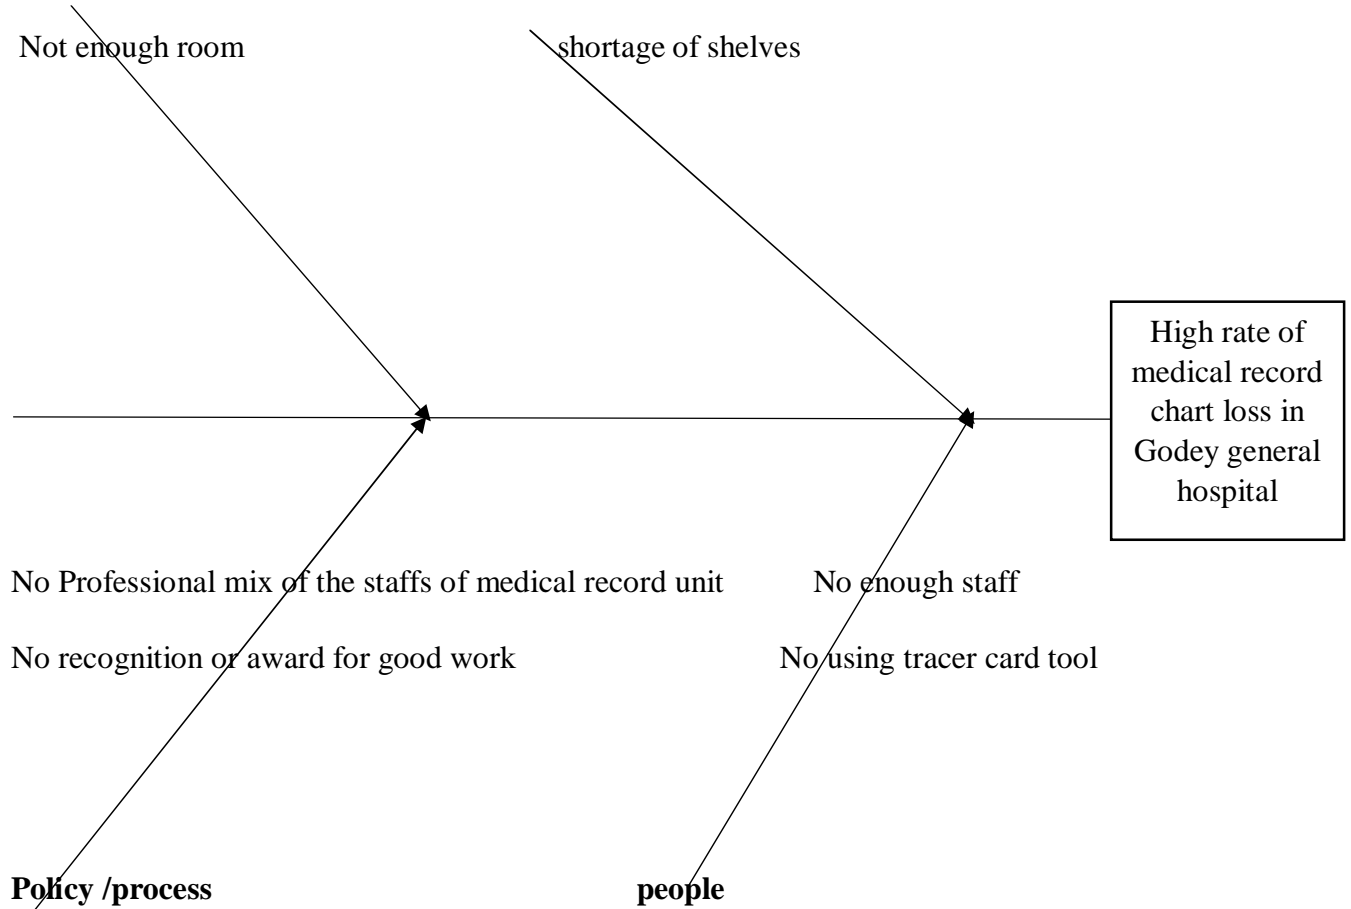 Not enough room
shortage of shelves
High rate of
medical record
chart loss in
Godey general
hospital
No Professional mix of the staffs of medical record unit
No enough staff
No recognition or award for good work
No using tracer card tool
Policy /process
people